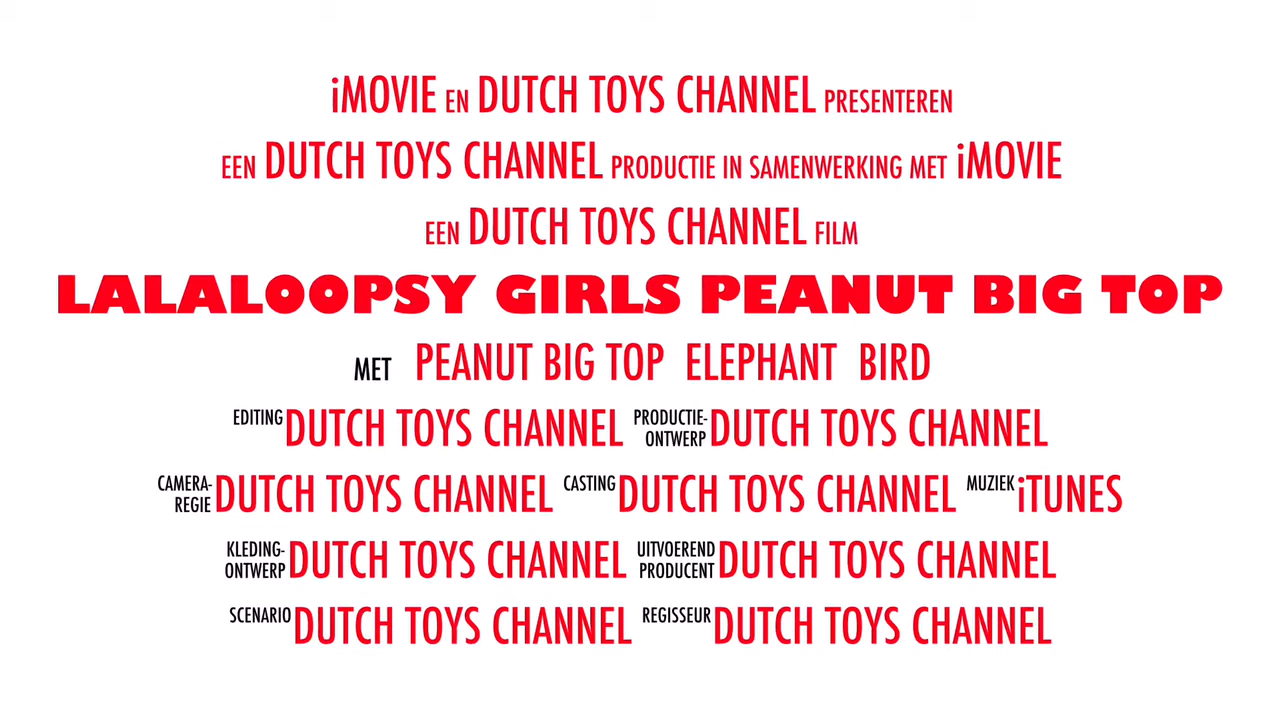 iMOVIE EN DUTCH TOYS CHANNEL PRESENTEREN
EEN DUTCH TOYS CHANNEL PRODUCTIE IN SAMENWERKING MET iMOVIE
EEN DUTCH TOYS CHANNEL FILM
LALALOOPSY GIRLS PEANUT BIG TOP
MET PEANUT BIG TOP ELEPHANT BIRD
EDITING DUTCH TOYS CHANNEL PRODUCTIE-ONTWERP DUTCH TOYS CHANNEL
CAMERA-REGIE DUTCH TOYS CHANNEL CASTING DUTCH TOYS CHANNEL MUZIEK iTUNES
KLEDING-ONTWERP DUTCH TOYS CHANNEL UITVOEREND PRODUCENT DUTCH TOYS CHANNEL
SCENARIO DUTCH TOYS CHANNEL REGISSEUR DUTCH TOYS CHANNEL